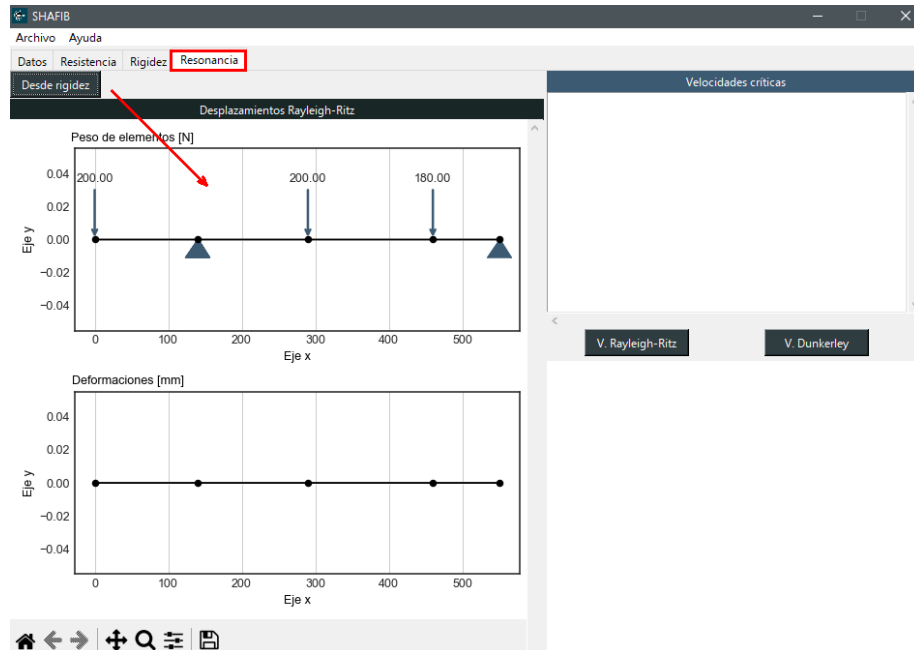 SHAFIB
Archivo Ayuda
Datos Resistencia Rigidez Resonancia
Desde rigidez
Desplazamientos Rayleigh-Ritz
Peso de elementos [N]
0.04
0.02
0.00
−0.02
−0.04
Eje y
200.00 200.00 180.00
0 100 200 300 400 500
Eje x
Deformaciones [mm]
0.04
0.02
0.00
−0.02
−0.04
Eje y
0 100 200 300 400 500
Eje x
Velocidades críticas
V. Rayleigh-Ritz V. Dunkerley